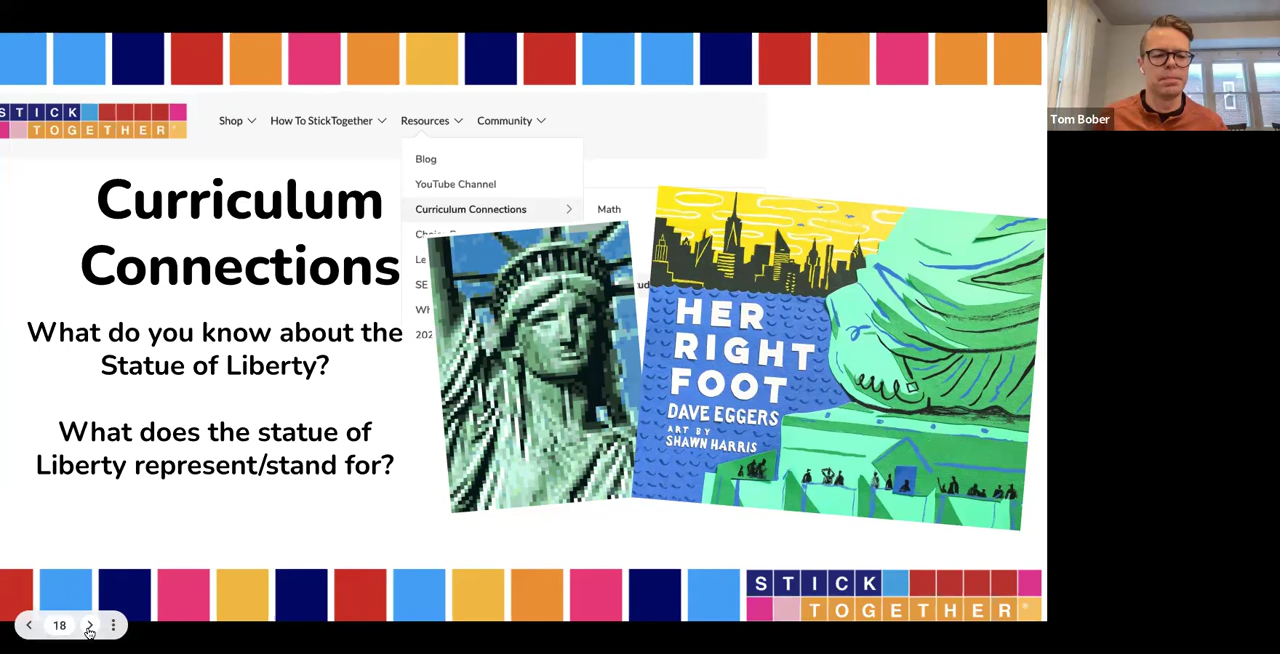 STICK
TOGETHER
Shop
How To StickTogether
Resources
Community
Blog
YouTube Channel
Curriculum Connections
Math
Curriculum
Connections
What do you know about the
Statue of Liberty?
What does the statue of
Liberty represent/stand for?
HER
RIGHT
FOOT
DAVE EGGERS
ART BY
SHAWN HARRIS
Tom Bober
STICK
TOGETHER
18